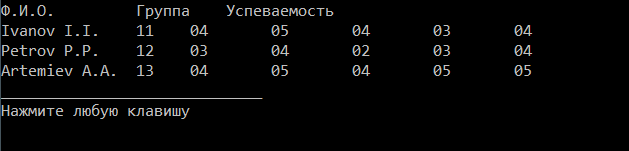 Ф.И.О. Группа Успеваемость
Ivanov I.I. 11 04 05 04 03 04
Petrov P.P. 12 03 04 02 03 04
Artemiev A.A. 13 04 05 04 05 05
_____________________________
Нажмите любую клавишу